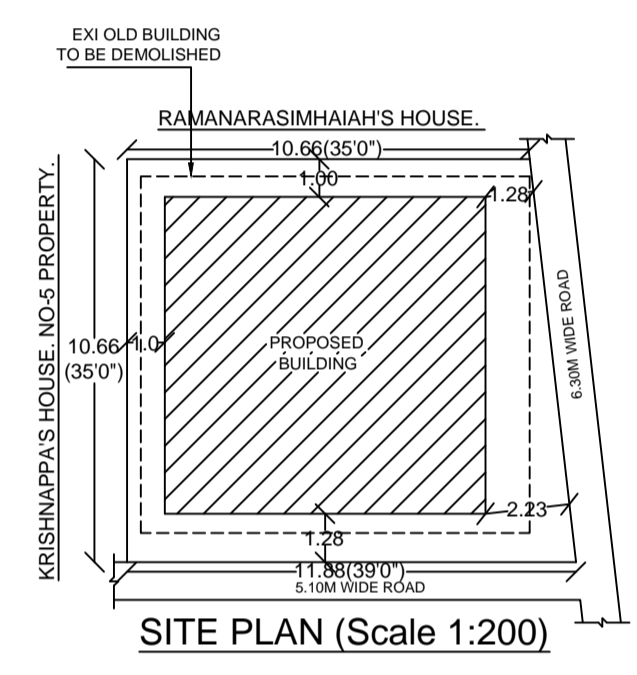 EXI OLD BUILDING
TO BE DEMOLISHED
RAMANARASIMHAIAH'S HOUSE.
10.66(35'0")
1.00
1.28
KRISHNAPPA'S HOUSE. NO-5 PROPERTY.
10.66
(35'0")
1.0
PROPOSED
BUILDING
6.30M WIDE ROAD
2.23
1.28
11.88(39'0")
5.10M WIDE ROAD
SITE PLAN (Scale 1:200)